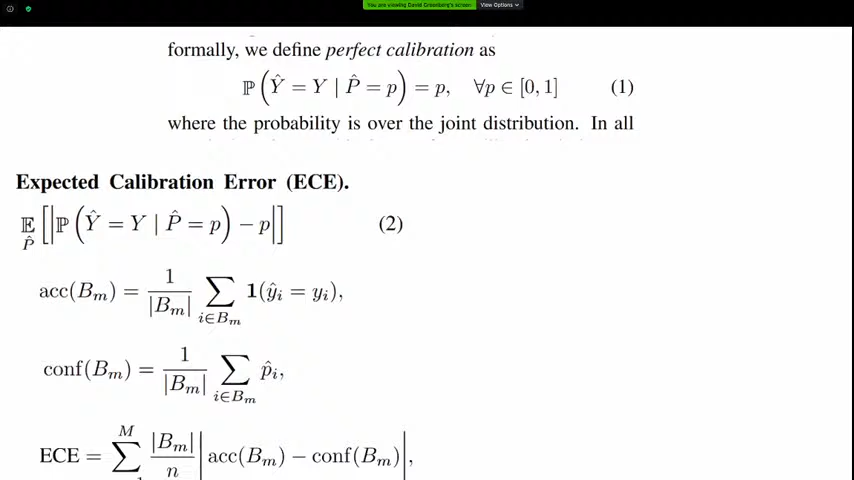 You are viewing David Greenberg's screen View Options
formally, we define perfect calibration as
ℙ(Ŷ = Y | P̂ = p) = p, ∀p ∈ [0, 1] (1)
where the probability is over the joint distribution. In all
Expected Calibration Error (ECE).
𝔼_P̂ [|ℙ(Ŷ = Y | P̂ = p) − p|] (2)
acc(B_m) = 1/|B_m| ∑_{i∈B_m} 1(ŷ_i = y_i),
conf(B_m) = 1/|B_m| ∑_{i∈B_m} p̂_i,
ECE = ∑^M |B_m|/n |acc(B_m) − conf(B_m)|,